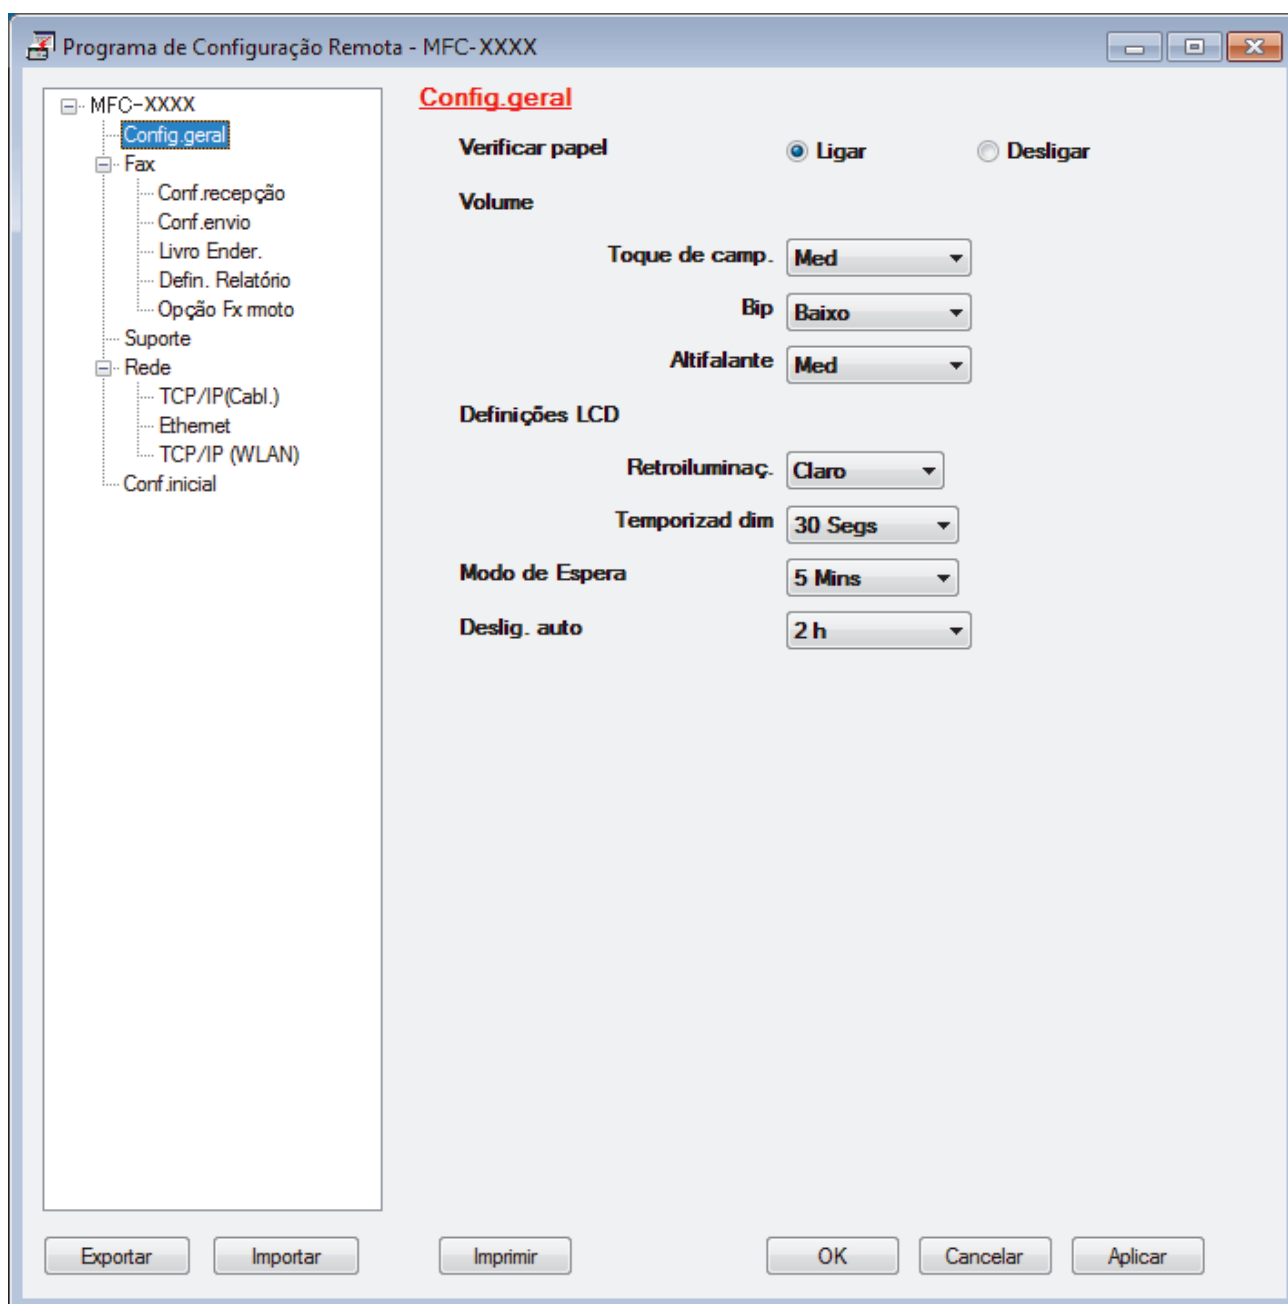 Programa de Configuração Remota - MFC-XXXX
MFC-XXXX
Config.geral
Fax
Conf.recepção
Conf.envio
Livro Ender.
Defin. Relatório
Opção Fx rmoto
Suporte
Rede
TCP/IP(Cabl.)
Ethernet
TCP/IP (WLAN)
Conf.inicial
Config.geral
Verificar papel Ligar Desligar
Volume
Toque de camp. Med
Bip Baixo
Altifalante Med
Definições LCD
Retroiluminaç. Claro
Temporizad dim 30 Segs
Modo de Espera 5 Mins
Deslig. auto 2 h
Exportar Importar Imprimir OK Cancelar Aplicar